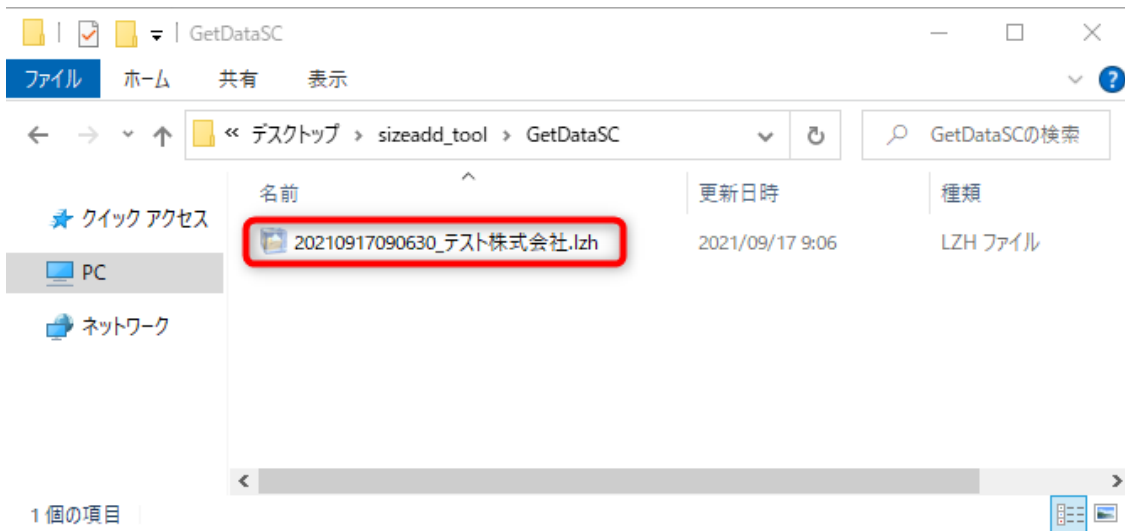 GetDataSC
ファイル ホーム 共有 表示
« デスクトップ > sizeadd_tool > GetDataSC
GetDataSCの検索
名前 更新日時 種類
クイック アクセス
20210917090630_テスト株式会社.lzh 2021/09/17 9:06 LZH ファイル
PC
ネットワーク
1 個の項目